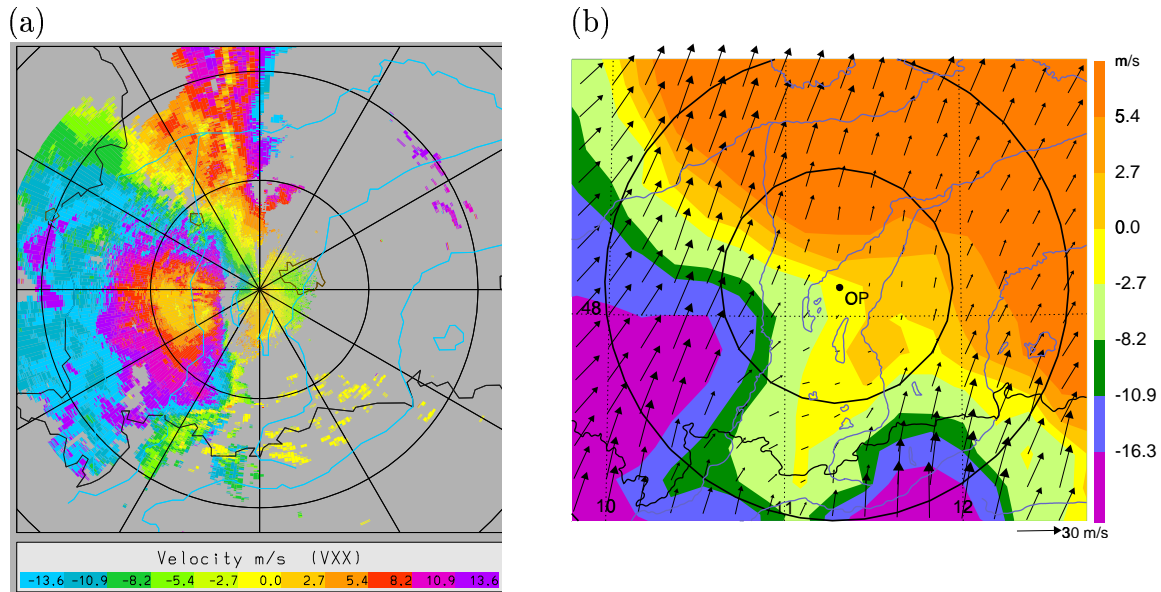 (a)
(b)
m/s
5.4
2.7
0.0
-2.7
-8.2
-10.9
-16.3
OP
48
10
11
12
30 m/s
Velocity m/s (VXX)
-13.6 -10.9 -8.2 -5.4 -2.7 0.0 2.7 5.4 8.2 10.9 13.6